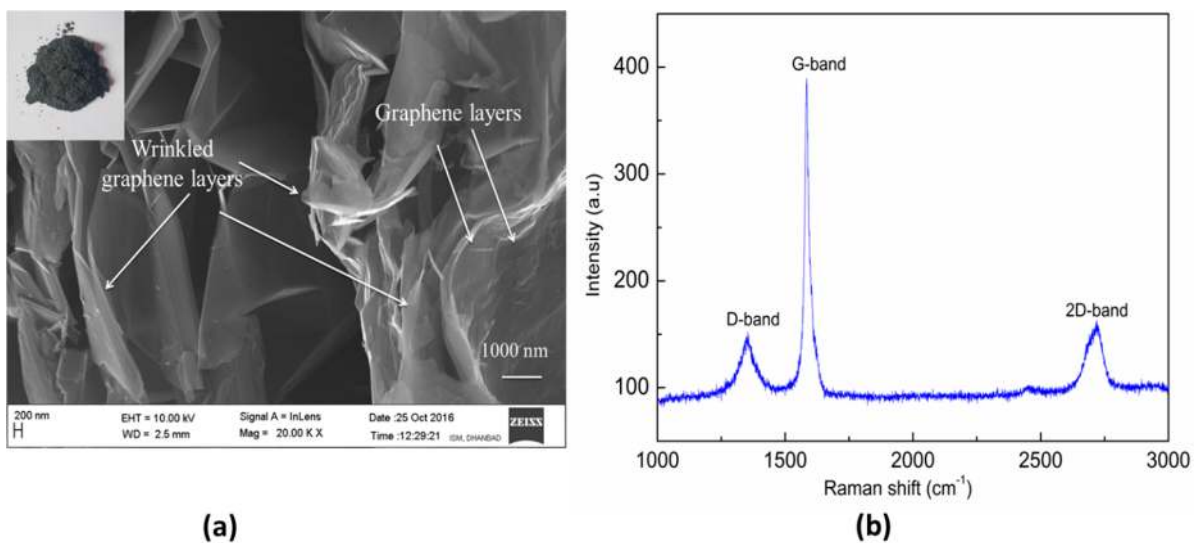 Wrinkled
graphene layers
Graphene layers
1000 nm
200 nm
H
EHT = 10.00 kV
WD = 2.5 mm
Signal A = InLens
Mag = 20.00 K X
Date :25 Oct 2016
Time :12:29:21
ISM, DHANBAD
ZEISS
(a)
400
300
200
100
Intensity (a.u)
D-band
G-band
2D-band
1000
1500
2000
2500
3000
Raman shift (cm⁻¹)
(b)